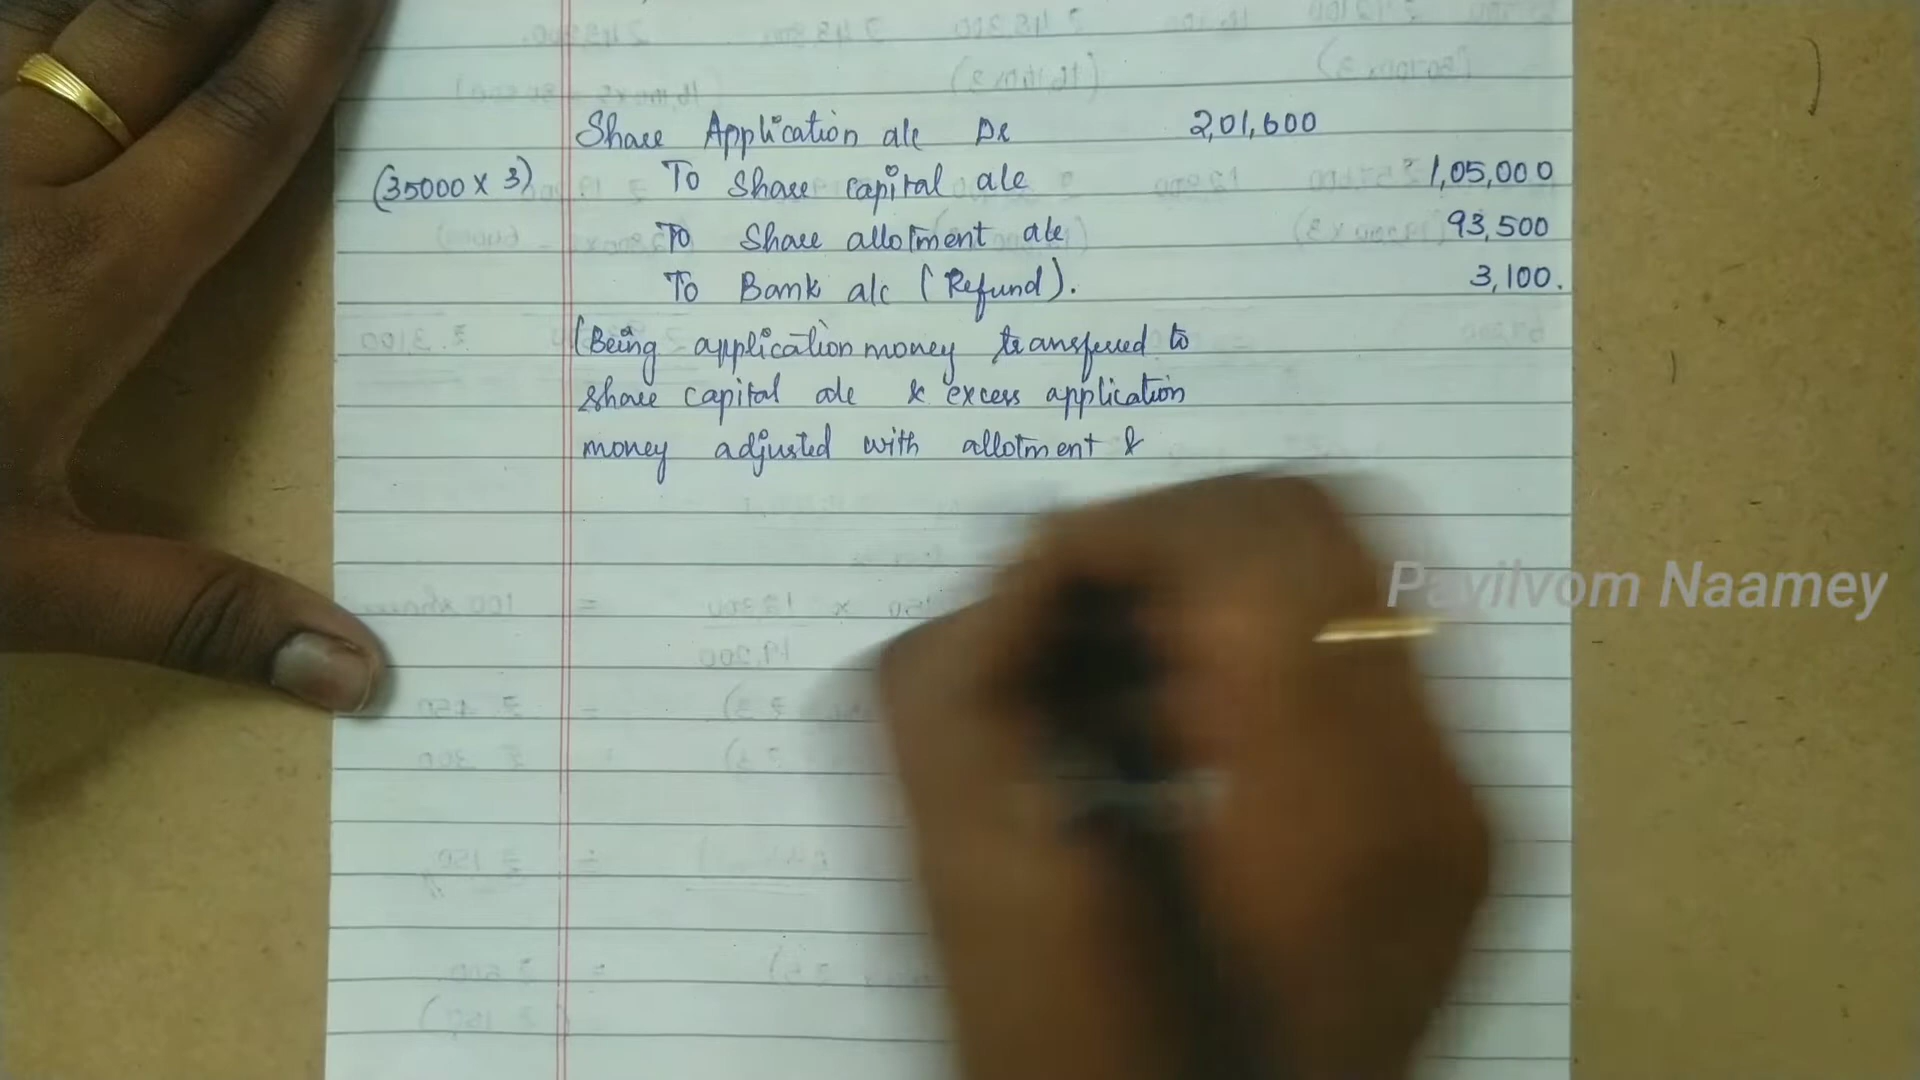 Share Application a/c Dr 2,01,600
(35000 x 3) To Share capital a/c 1,05,000
To Share allotment a/c 93,500
To Bank a/c (Refund). 3,100.
(Being application money transferred to
share capital a/c & excess application
money adjusted with allotment &
Pavilvom Naamey